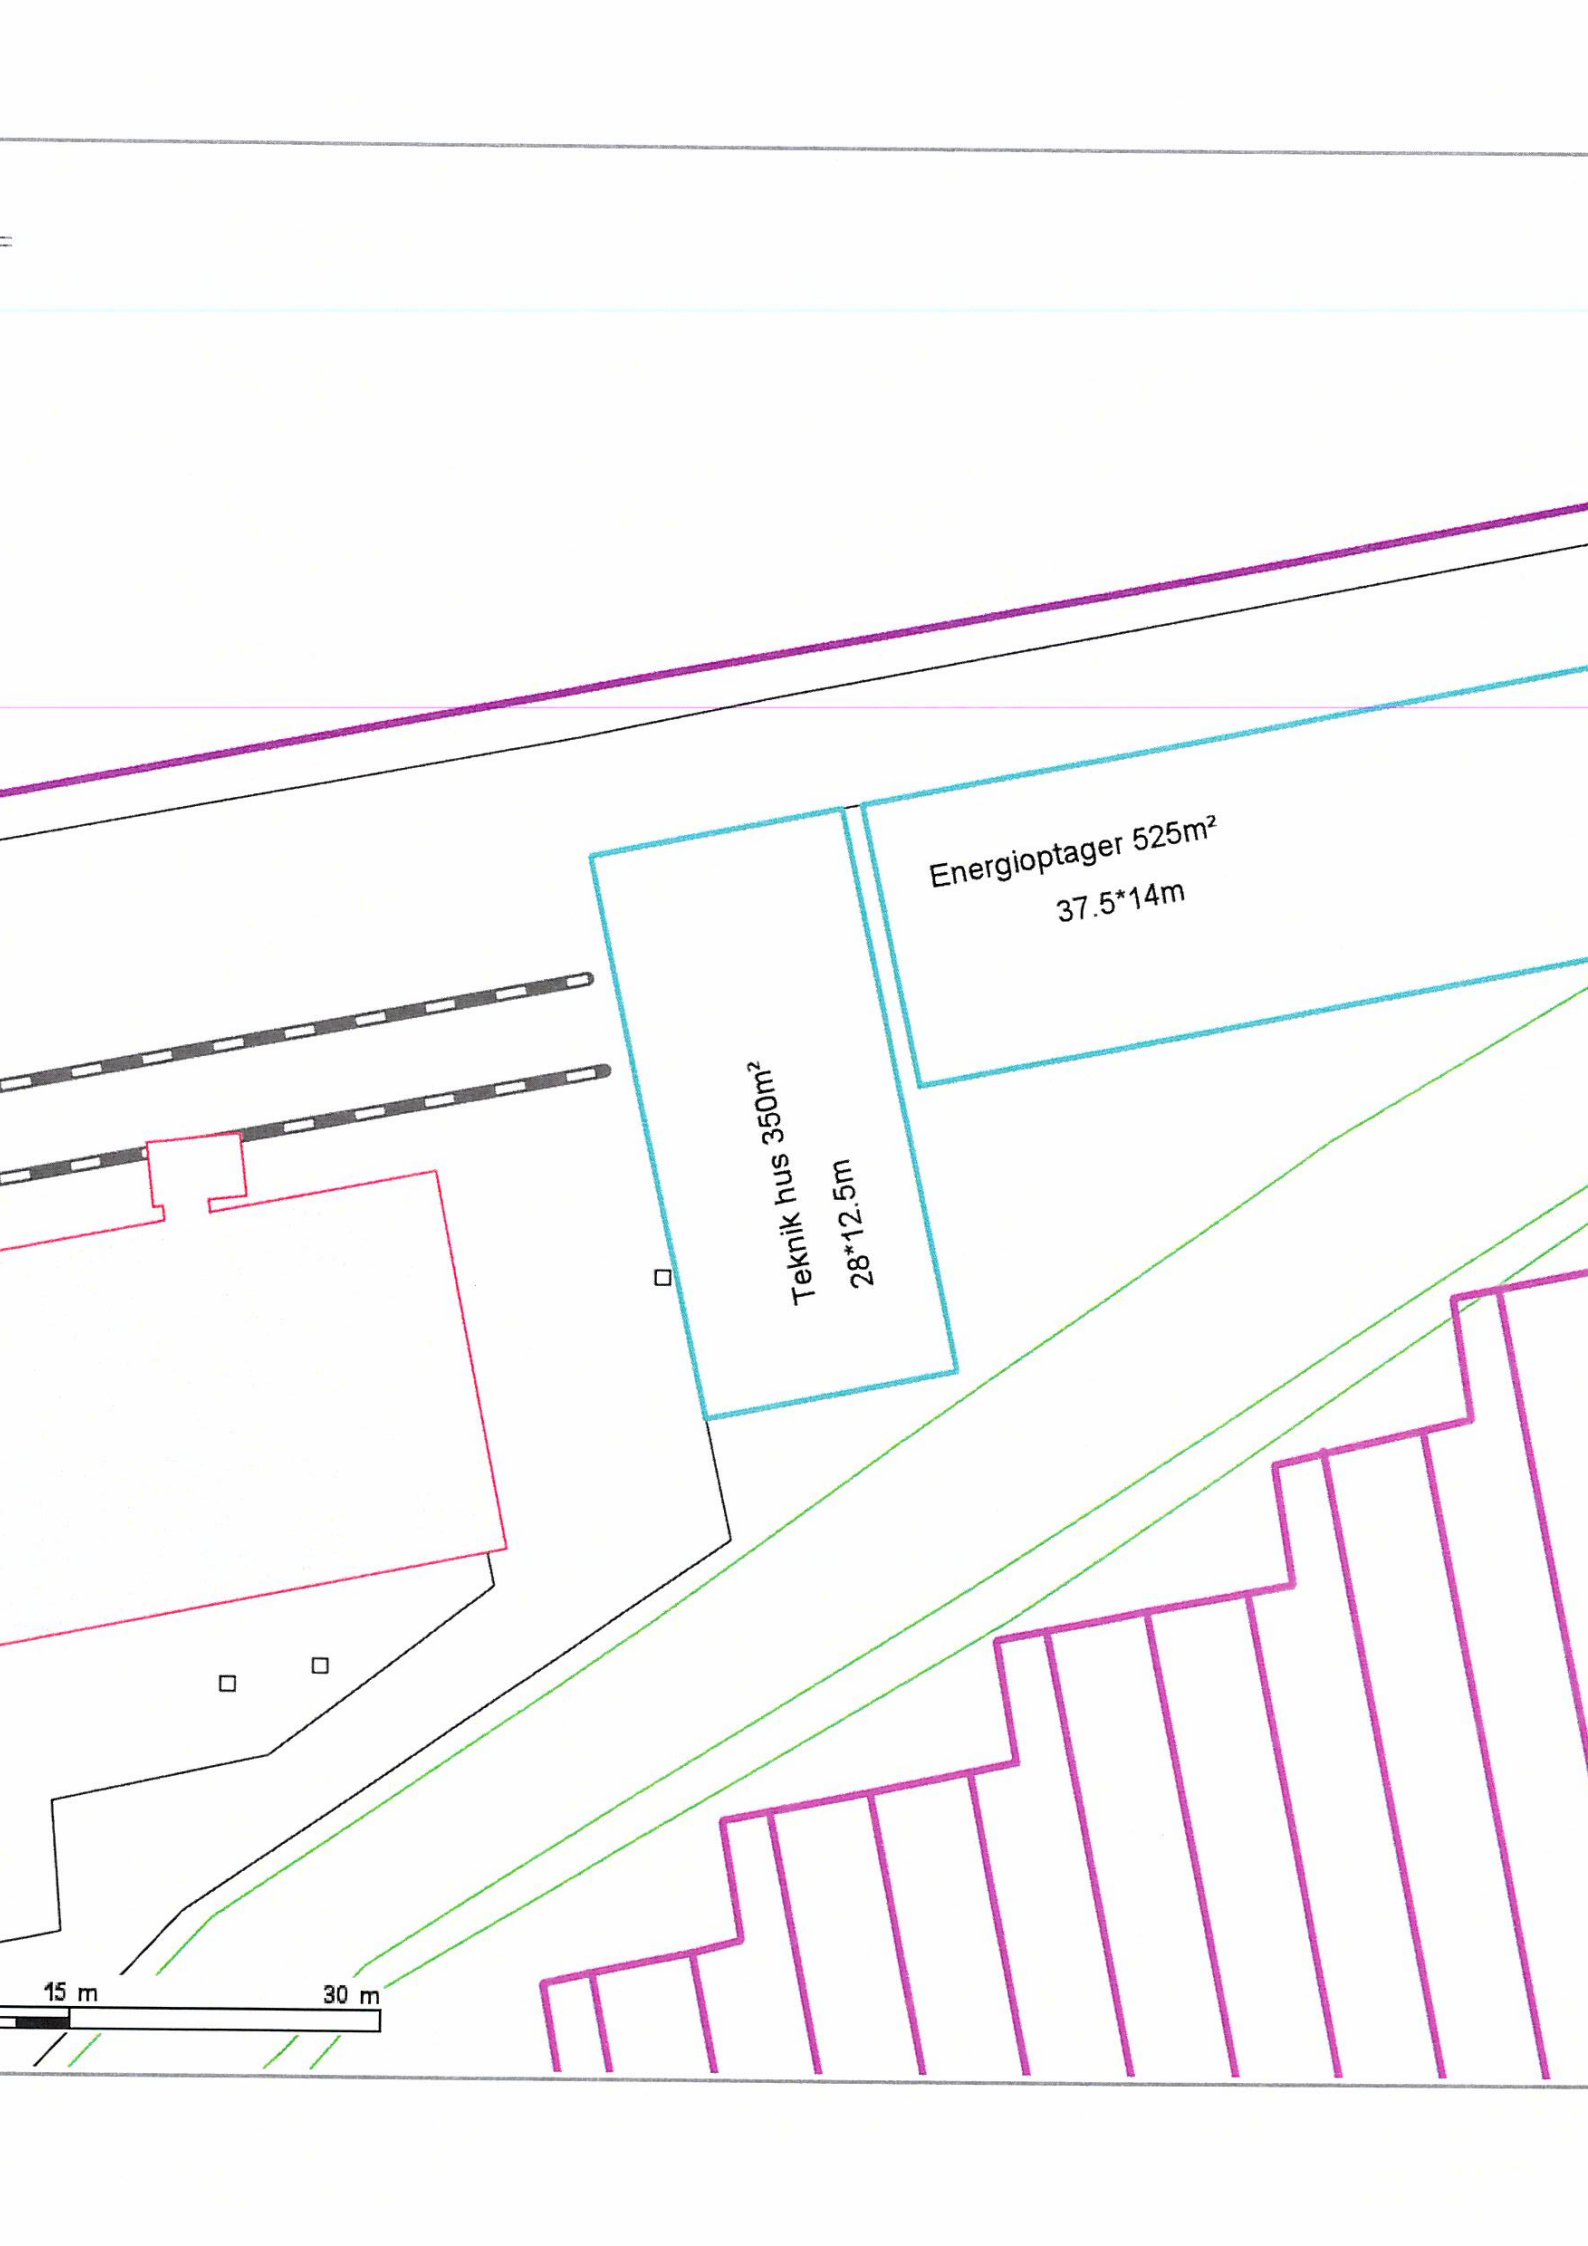 Energioptager 525m²
37.5*14m
Teknik hus 350m²
28*12.5m
15 m
30 m